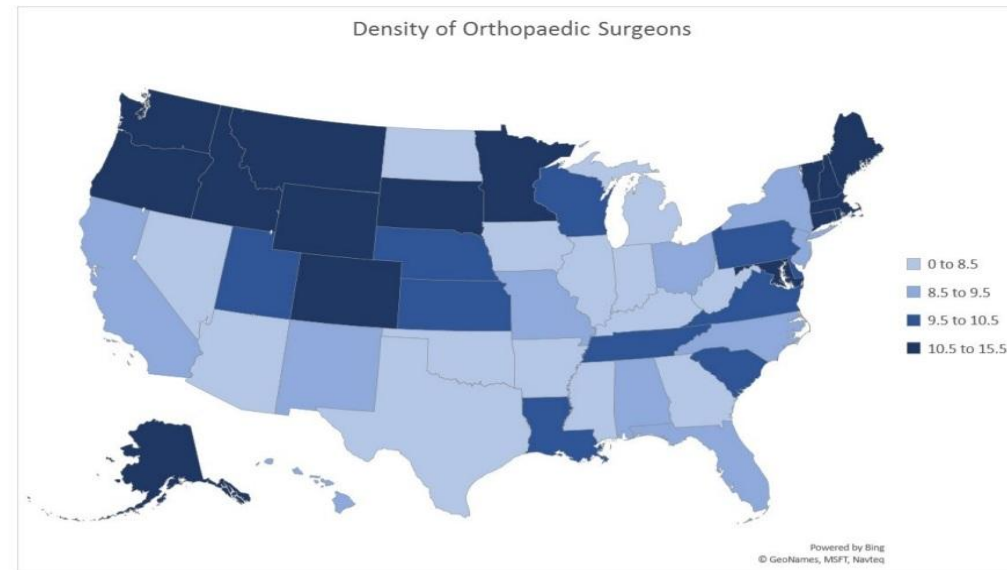 Density of Orthopaedic Surgeons
0 to 8.5
8.5 to 9.5
9.5 to 10.5
10.5 to 15.5
Powered by Bing
© GeoNames, MSFT, Navteq